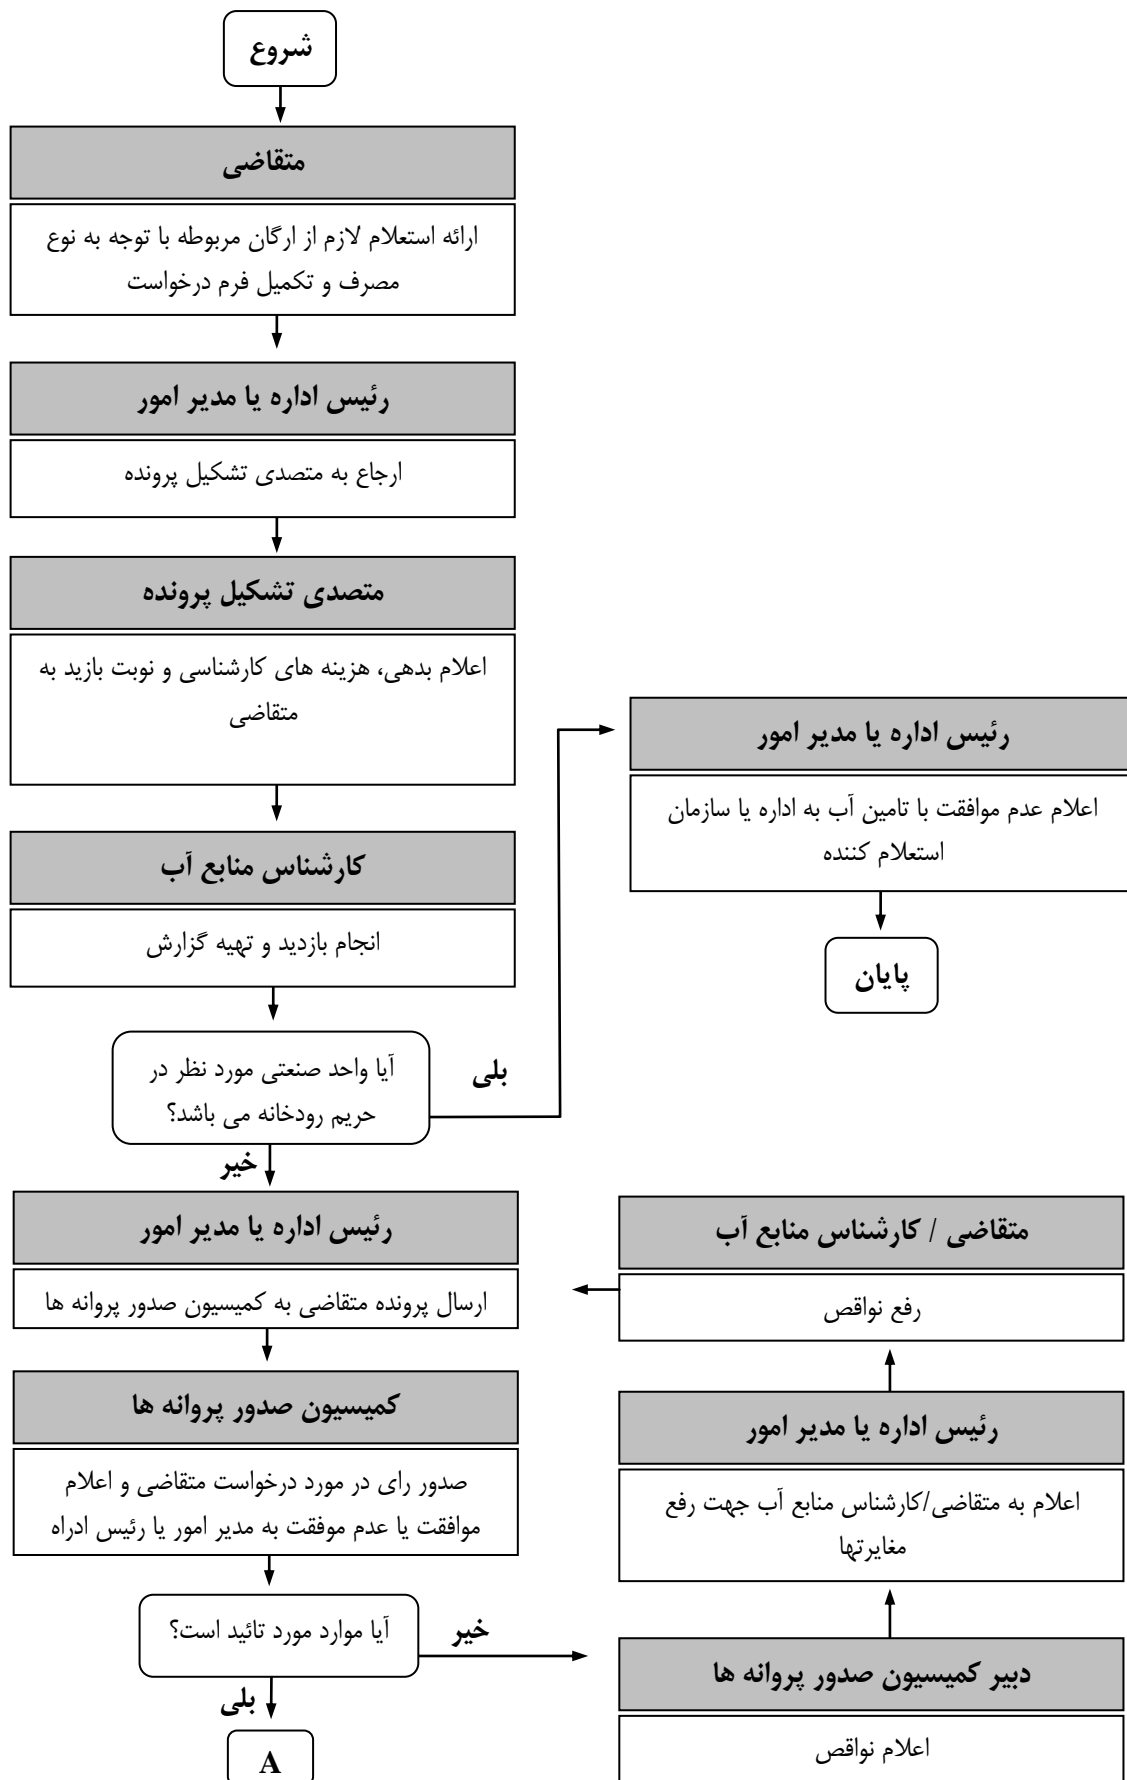 شروع
متقاضی
ارائه استعلام لازم از ارگان مربوطه با توجه به نوع
مصرف و تکمیل فرم درخواست
رئیس اداره یا مدیر امور
ارجاع به متصدی تشکیل پرونده
متصدی تشکیل پرونده
اعلام بدهی، هزینه های کارشناسی و نوبت بازید به
متقاضی
کارشناس منابع آب
انجام بازدید و تهیه گزارش
آیا واحد صنعتی مورد نظر در
حریم رودخانه می باشد؟
بلی
رئیس اداره یا مدیر امور
اعلام عدم موافقت با تامین آب به اداره یا سازمان
استعلام کننده
پایان
خیر
رئیس اداره یا مدیر امور
ارسال پرونده متقاضی به کمیسیون صدور پروانه ها
کمیسیون صدور پروانه ها
صدور رای در مورد درخواست متقاضی و اعلام
موافقت یا عدم موفقت به مدیر امور یا رئیس ادراه
آیا موارد مورد تائید است؟
خیر
دبیر کمیسیون صدور پروانه ها
اعلام نواقص
رئیس اداره یا مدیر امور
اعلام به متقاضی/کارشناس منابع آب جهت رفع
مغایرتها
متقاضی / کارشناس منابع آب
رفع نواقص
بلی
A